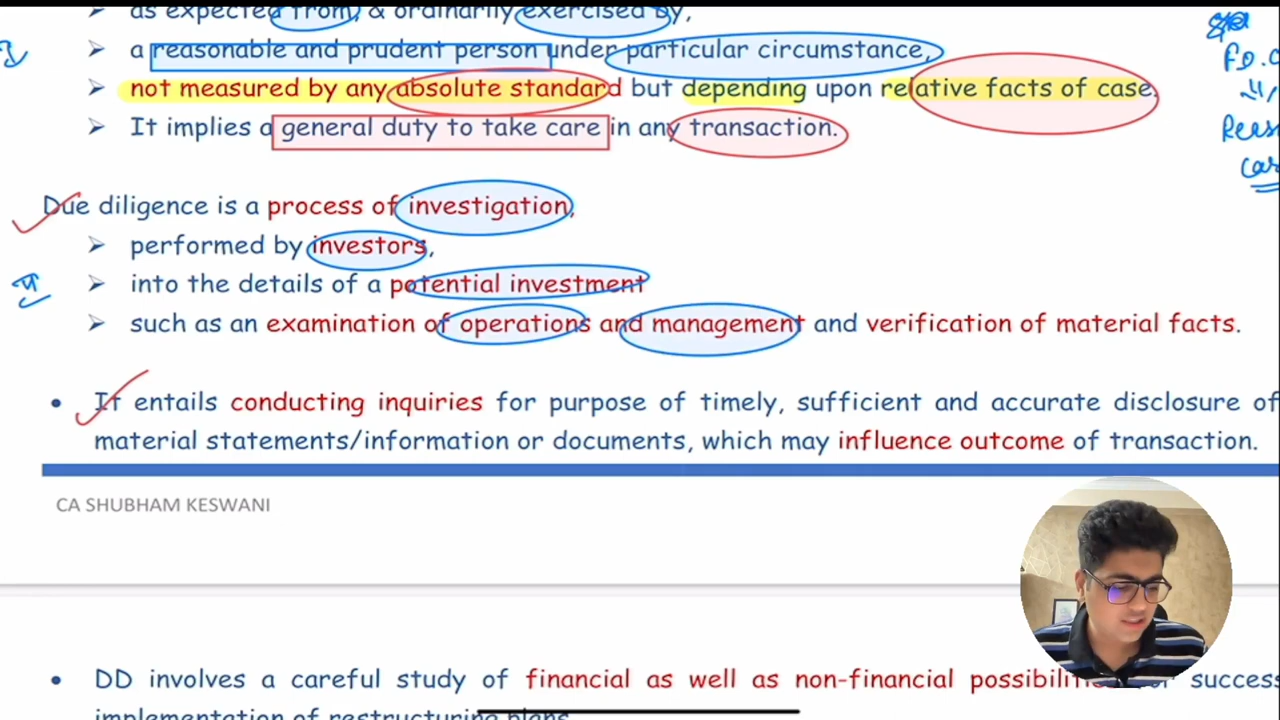 as expected from, & ordinarily exercised by,
➤ a reasonable and prudent person under particular circumstance,
➤ not measured by any absolute standard but depending upon relative facts of case.
➤ It implies a general duty to take care in any transaction.
Due diligence is a process of investigation,
➤ performed by investors,
➤ into the details of a potential investment
➤ such as an examination of operations and management and verification of material facts.
• It entails conducting inquiries for purpose of timely, sufficient and accurate disclosure of
material statements/information or documents, which may influence outcome of transaction.
CA SHUBHAM KESWANI
• DD involves a careful study of financial as well as non-financial success
implementation of restructuring plans